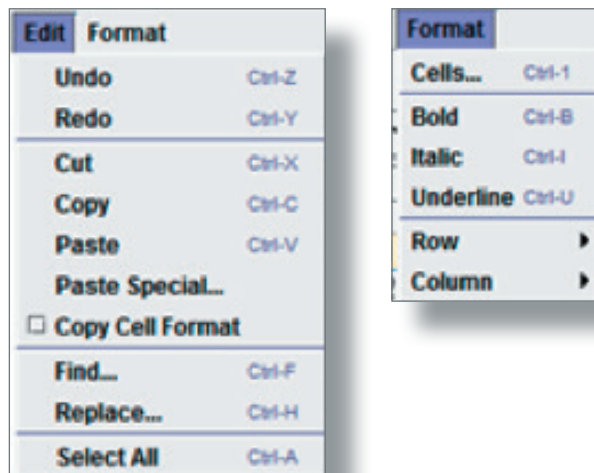 Edit Format
Undo Ctrl-Z
Redo Ctrl-Y
Cut Ctrl-X
Copy Ctrl-C
Paste Ctrl-V
Paste Special...
Copy Cell Format
Find... Ctrl-F
Replace... Ctrl-H
Select All Ctrl-A
Format
Cells... Ctrl-1
Bold Ctrl-B
Italic Ctrl-I
Underline Ctrl-U
Row
Column